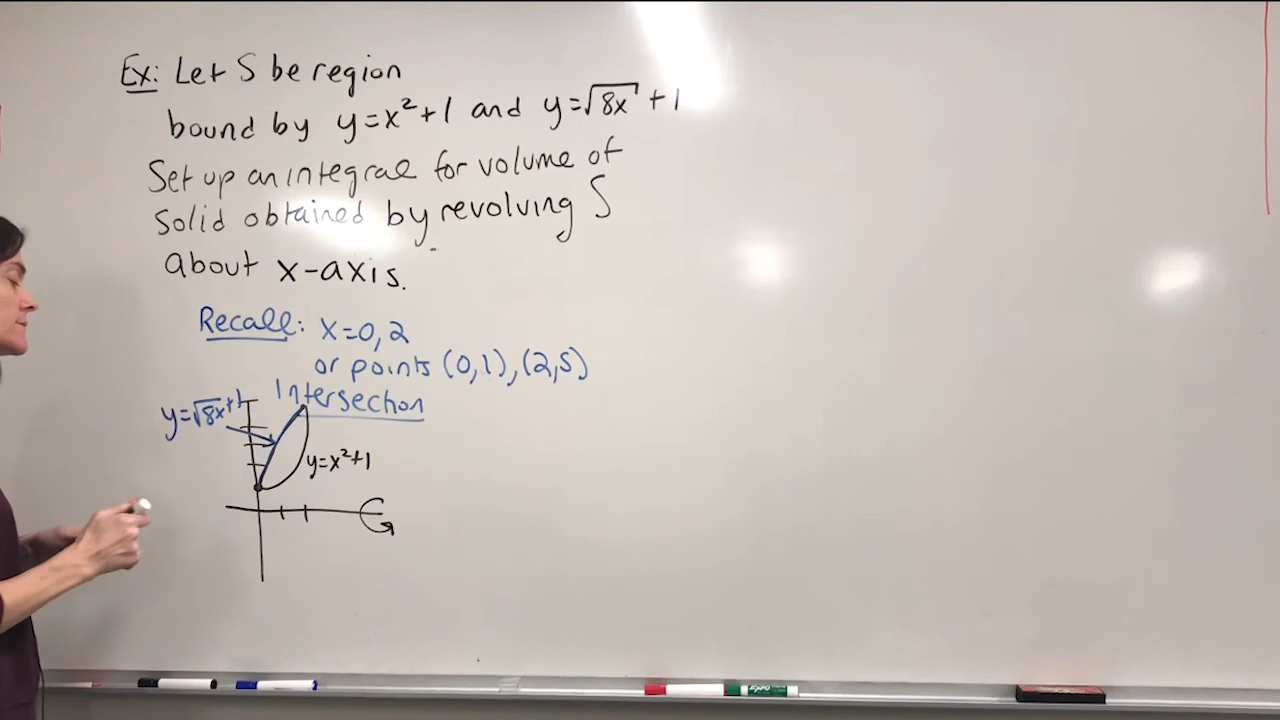 Ex: Let S be region
bound by y=x²+1 and y=√8x +1
Set up an integral for volume of
solid obtained by revolving S
about x-axis.
Recall: x=0,2
or points (0,1),(2,5)
Intersection
y=√8x+1
y=x²+1
EXPO